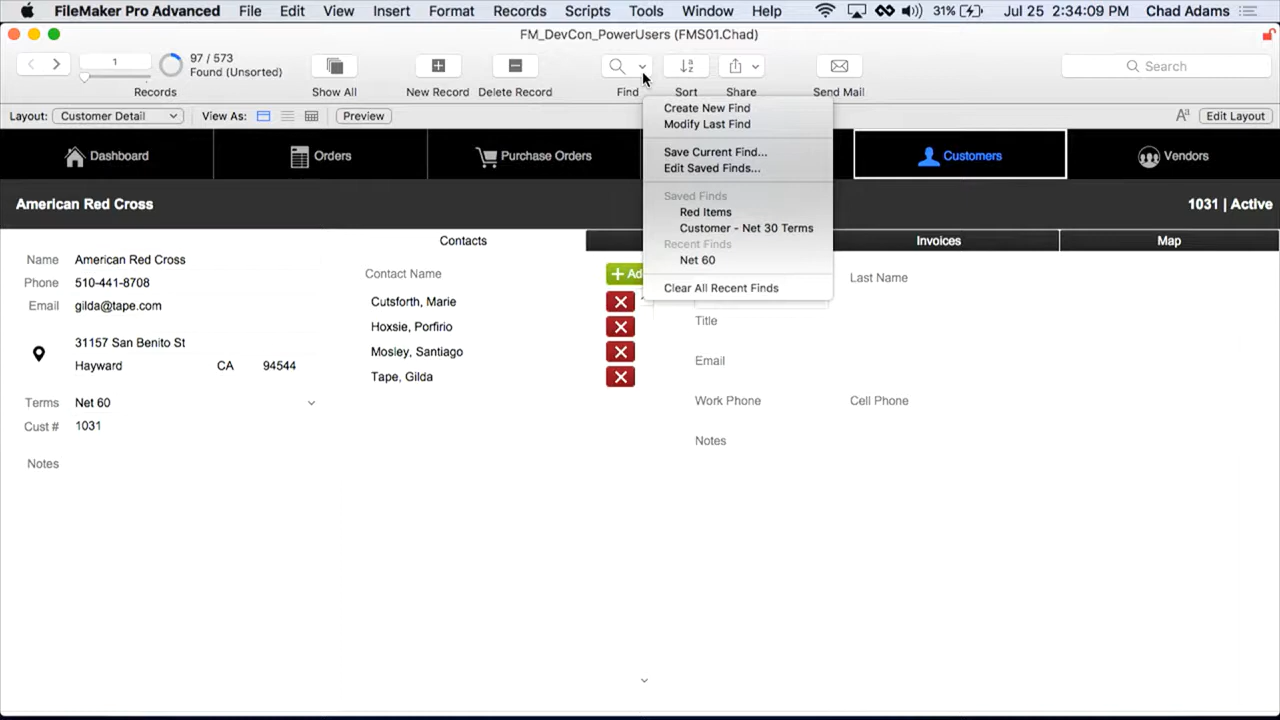 FileMaker Pro Advanced File Edit View Insert Format Records Scripts Tools Window Help 31% Jul 25 2:34:09 PM Chad Adams
FM_DevCon_PowerUsers (FMS01.Chad)
1 97 / 573 Found (Unsorted) Search
Records Show All New Record Delete Record Find Sort Share Send Mail
Layout: Customer Detail View As: Preview Edit Layout
Create New Find
Modify Last Find
Save Current Find...
Edit Saved Finds...
Saved Finds
Red Items
Customer - Net 30 Terms
Recent Finds
Net 60
Clear All Recent Finds
Dashboard Orders Purchase Orders Customers Vendors
American Red Cross 1031 | Active
Contacts Invoices Map
Name American Red Cross
Phone 510-441-8708
Email gilda@tape.com
31157 San Benito St
Hayward CA 94544
Terms Net 60
Cust # 1031
Notes
Contact Name + Ad
Cutsforth, Marie
Hoxsie, Porfirio
Mosley, Santiago
Tape, Gilda
Last Name
Title
Email
Work Phone Cell Phone
Notes